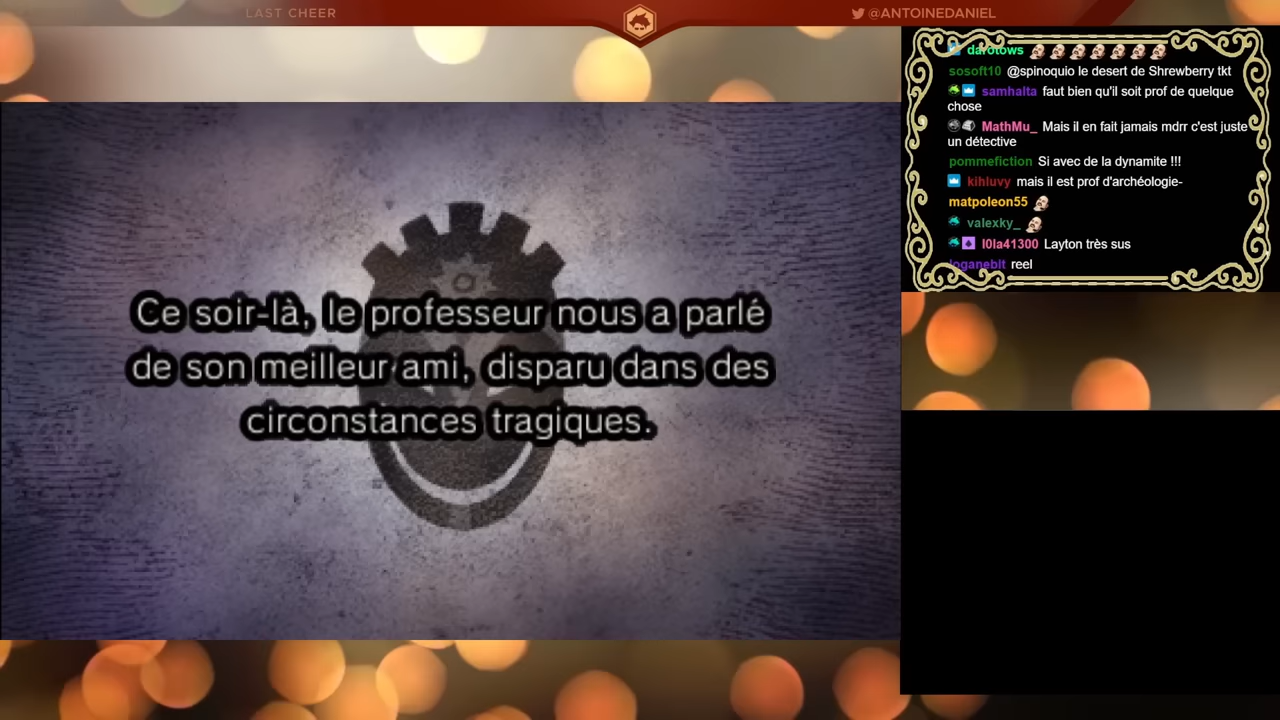 LAST CHEER
@ANTOINEDANIEL
darotows
sosoft10 @spinoquio le desert de Shrewberry tkt
samhalta faut bien qu'il soit prof de quelque
chose
MathMu_ Mais il en fait jamais mdrr c'est juste
un détective
pommefiction Si avec de la dynamite !!!
kihluvy mais il est prof d'archéologie-
matpoleon55
valexky_
l0la41300 Layton très sus
loganeblt reel
Ce soir-là, le professeur nous a parlé
de son meilleur ami, disparu dans des
circonstances tragiques.